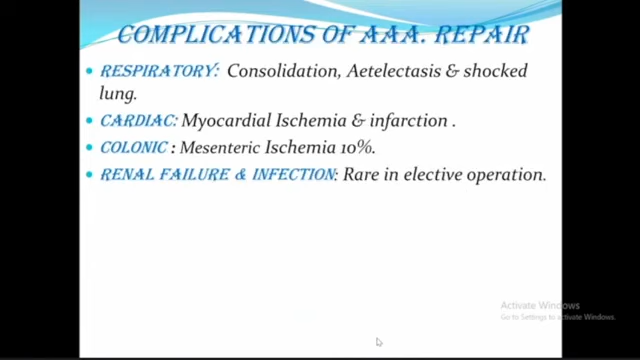 COMPLICATIONS OF AAA. REPAIR
RESPIRATORY: Consolidation, Aetelectasis & shocked
lung.
CARDIAC: Myocardial Ischemia & infarction .
COLONIC : Mesenteric Ischemia 10%.
RENAL FAILURE & INFECTION: Rare in elective operation.
Activate Windows
Go to Settings to activate Windows.